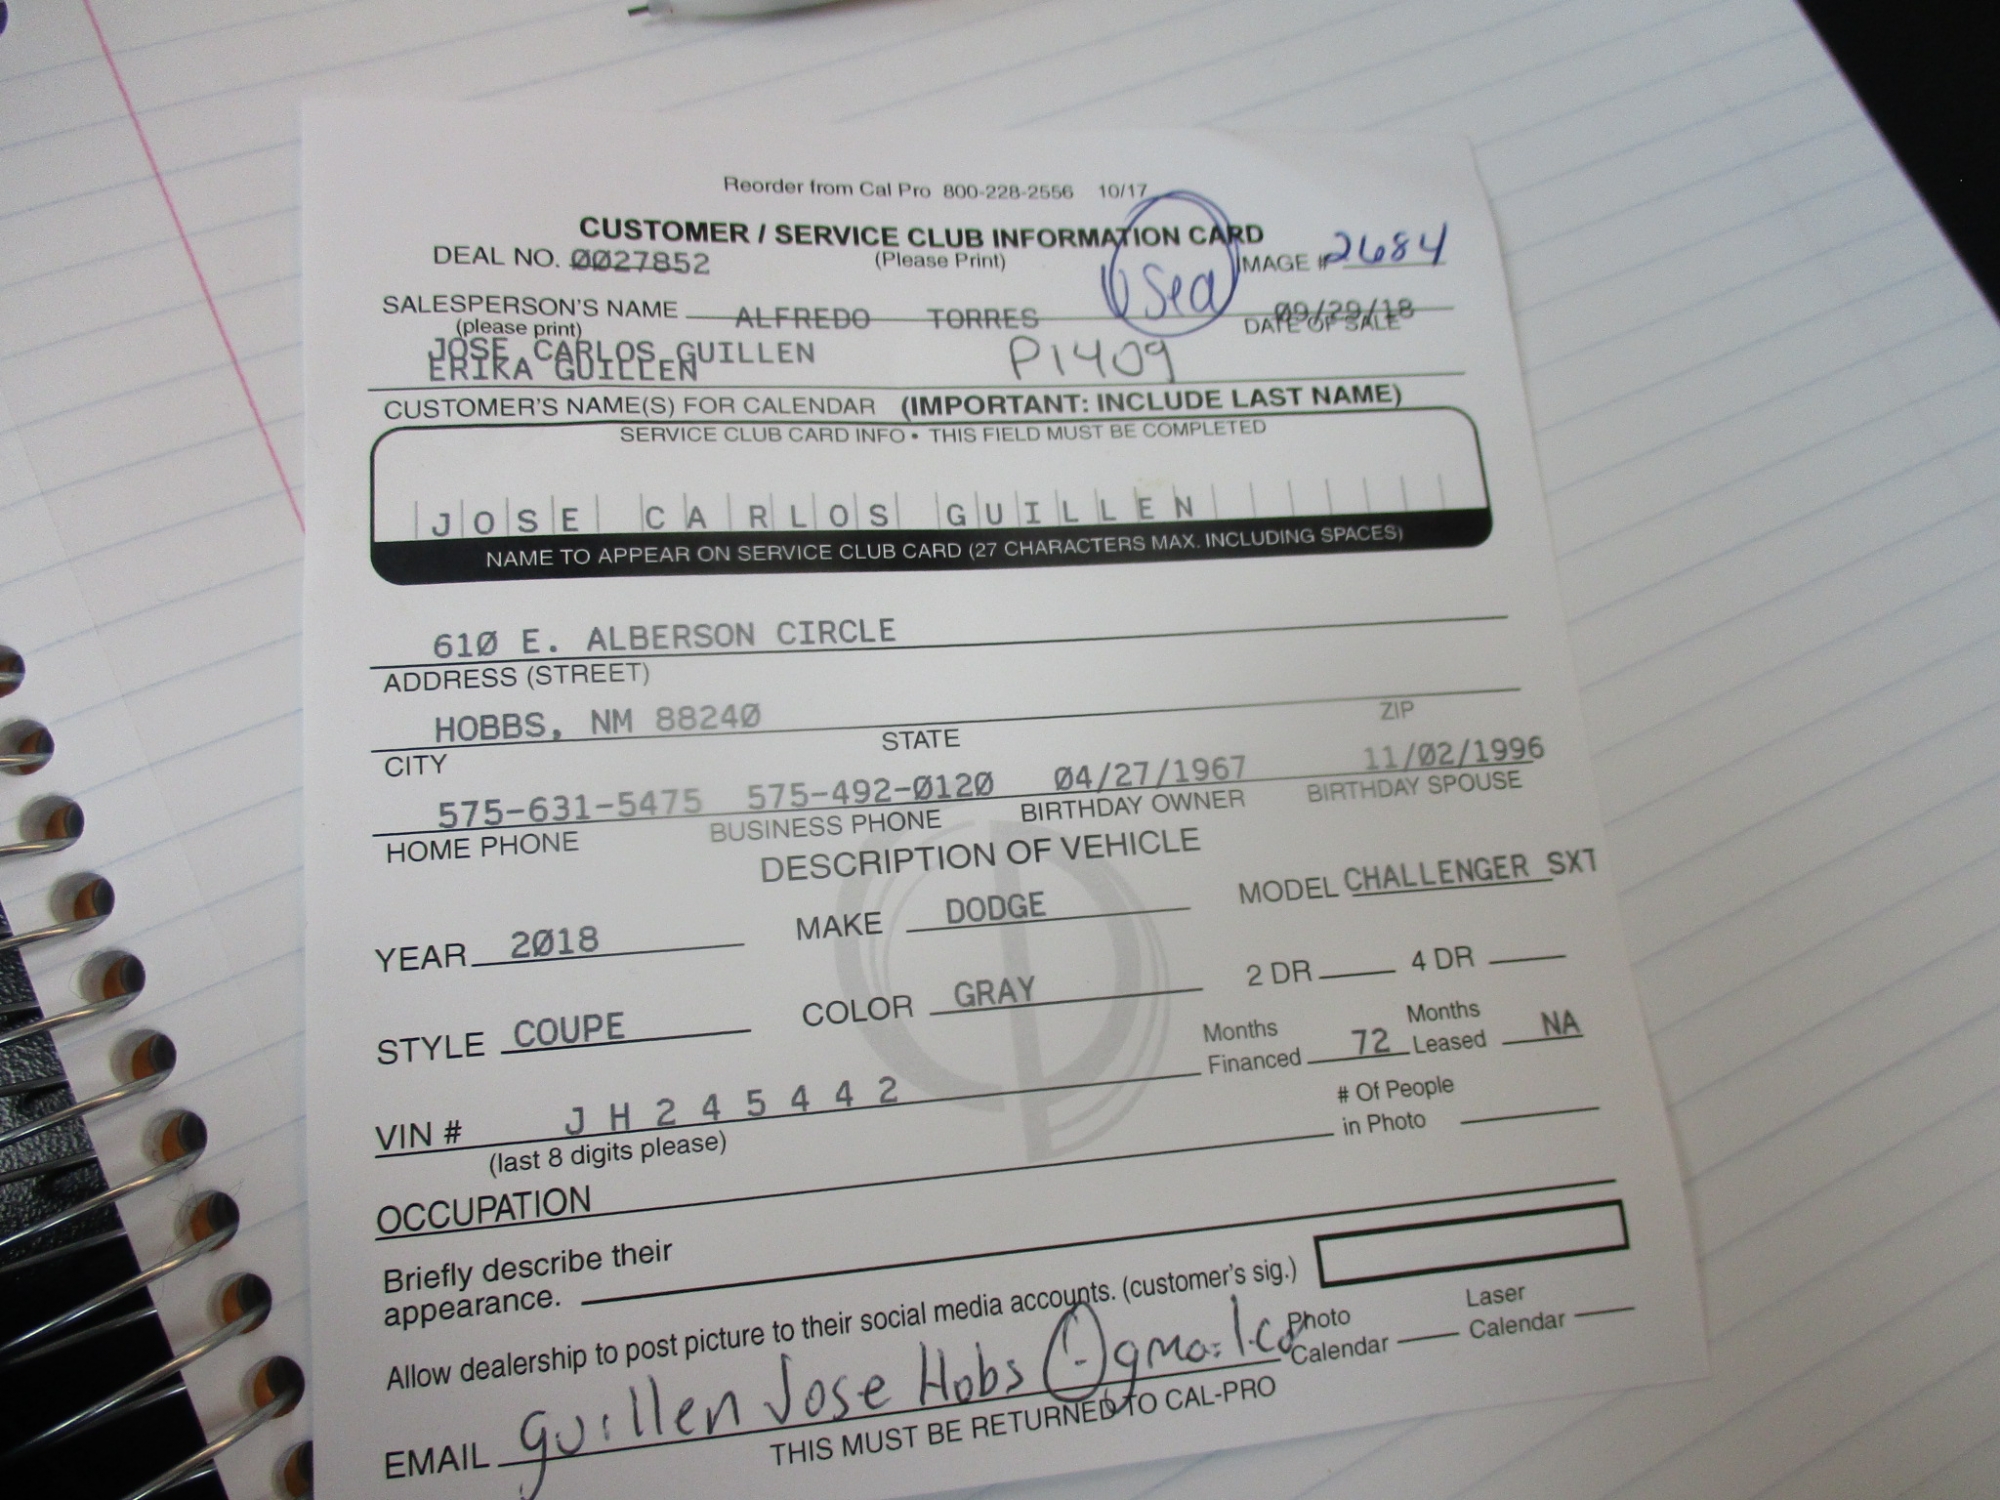 Reorder from Cal Pro 800-228-2556 10/17
CUSTOMER / SERVICE CLUB INFORMATION CARD
DEAL NO. 0027852 (Please Print) IMAGE # 2684
SALESPERSON'S NAME ALFREDO TORRES 09/29/18
(please print) DATE OF SALE
JOSE CARLOS GUILLEN P1409
ERIKA GUILLEN
CUSTOMER'S NAME(S) FOR CALENDAR (IMPORTANT: INCLUDE LAST NAME)
SERVICE CLUB CARD INFO • THIS FIELD MUST BE COMPLETED
JOSE CARLOS GUILLEN
NAME TO APPEAR ON SERVICE CLUB CARD (27 CHARACTERS MAX. INCLUDING SPACES)
610 E. ALBERSON CIRCLE
ADDRESS (STREET)
HOBBS, NM 88240
CITY STATE ZIP
575-631-5475 575-492-0120 04/27/1967 11/02/1996
HOME PHONE BUSINESS PHONE BIRTHDAY OWNER BIRTHDAY SPOUSE
DESCRIPTION OF VEHICLE
YEAR 2018 MAKE DODGE MODEL CHALLENGER SXT
STYLE COUPE COLOR GRAY 2 DR 4 DR
Months Financed 72 Months Leased NA
VIN # J H 2 4 5 4 4 2
(last 8 digits please)
# Of People in Photo
OCCUPATION
Briefly describe their
appearance.
Allow dealership to post picture to their social media accounts. (customer's sig.)
Photo Calendar Laser Calendar
EMAIL guillen Jose Hobs @gmail.co
THIS MUST BE RETURNED TO CAL-PRO